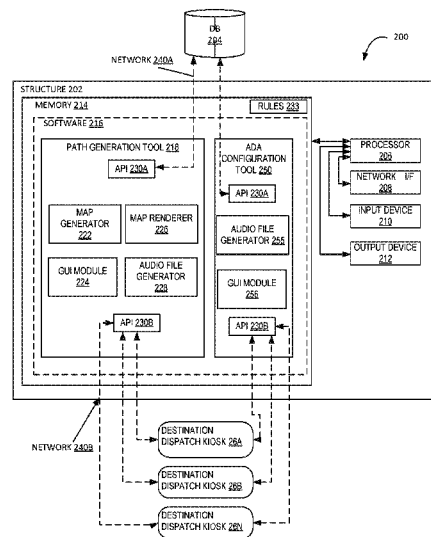 DB
204
NETWORK 240A
200
STRUCTURE 202
MEMORY 214
RULES 233
SOFTWARE 216
PATH GENERATION TOOL 218
API 230A
MAP
GENERATOR
222
MAP RENDERER
226
GUI MODULE
224
AUDIO FILE
GENERATOR
228
API 230B
ADA
CONFIGURATION
TOOL 250
API 230A
AUDIO FILE
GENERATOR 255
GUI MODULE
256
API 230B
PROCESSOR
206
NETWORK I/F
208
INPUT DEVICE
210
OUTPUT DEVICE
212
NETWORK 240B
DESTINATION
DISPATCH KIOSK 26A
DESTINATION
DISPATCH KIOSK 26B
DESTINATION
DISPATCH KIOSK 26N